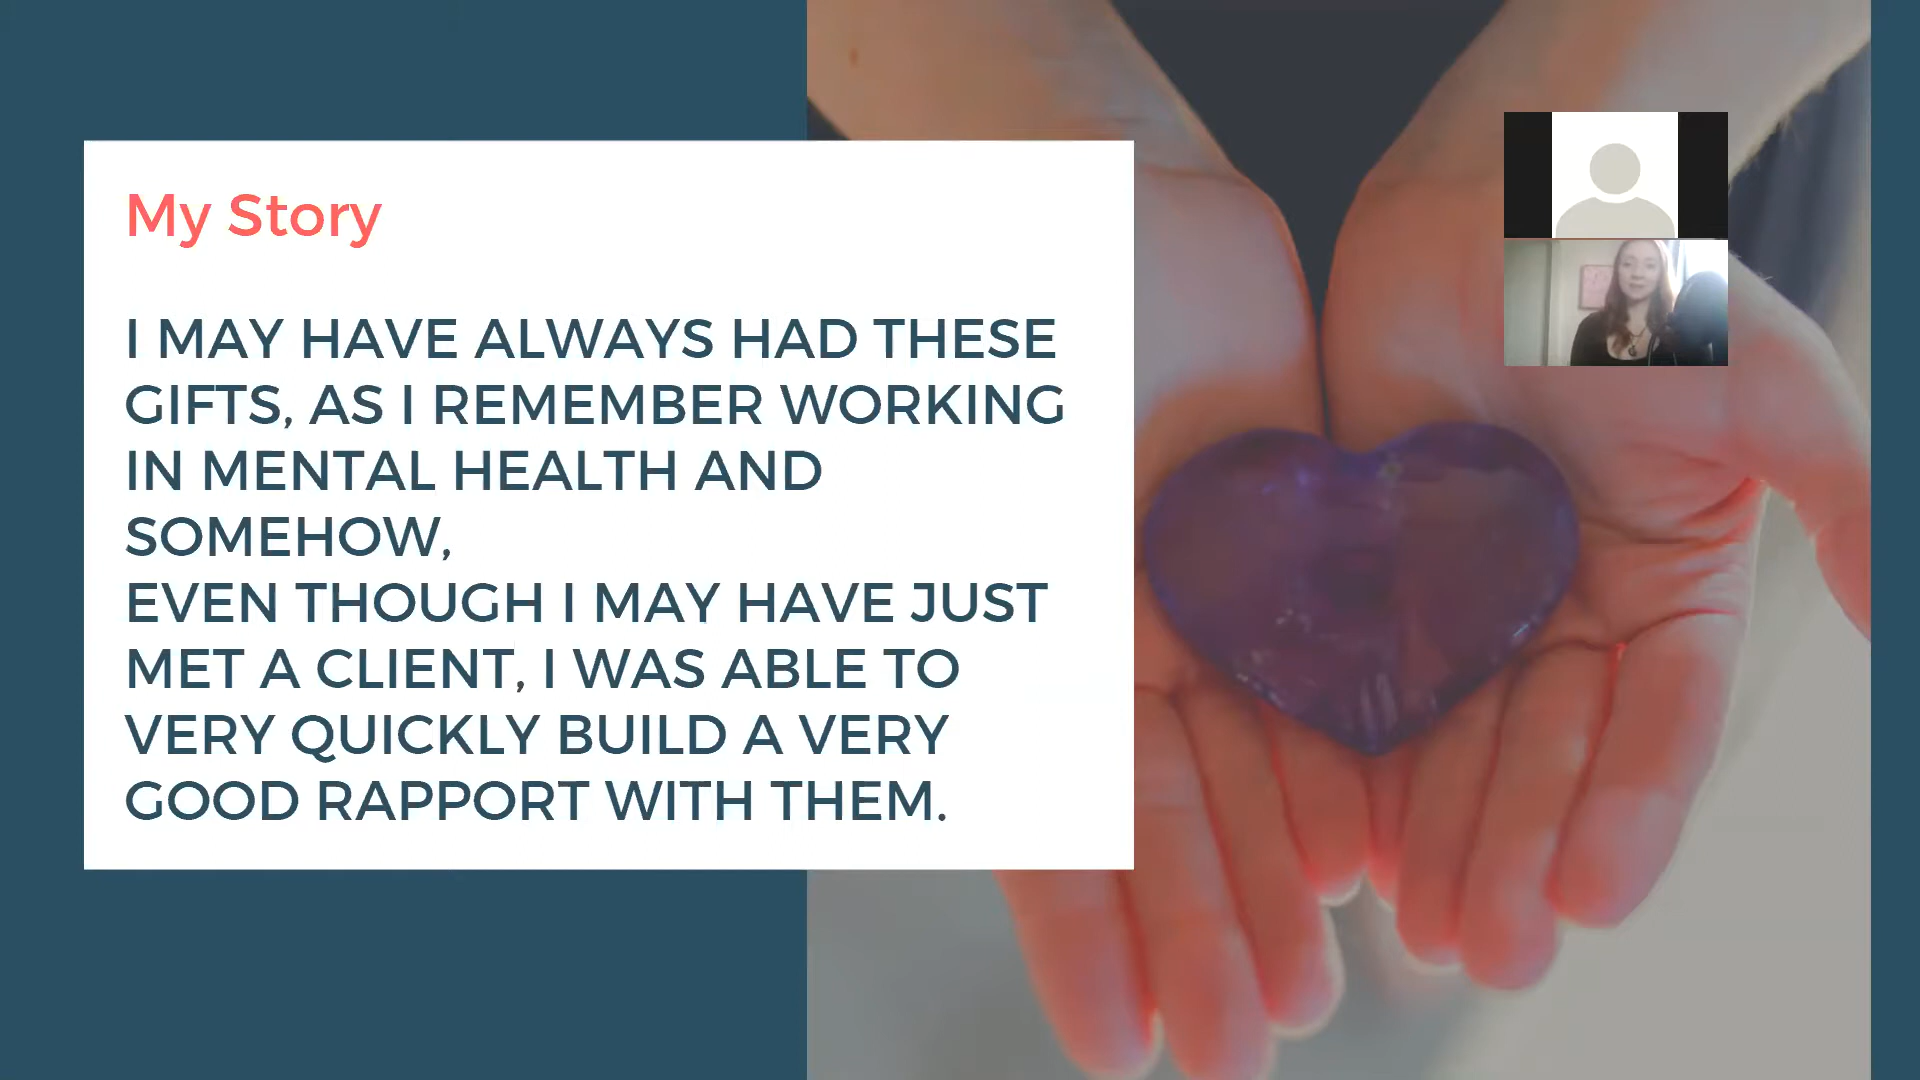 My Story
I MAY HAVE ALWAYS HAD THESE
GIFTS, AS I REMEMBER WORKING
IN MENTAL HEALTH AND
SOMEHOW,
EVEN THOUGH I MAY HAVE JUST
MET A CLIENT, I WAS ABLE TO
VERY QUICKLY BUILD A VERY
GOOD RAPPORT WITH THEM.